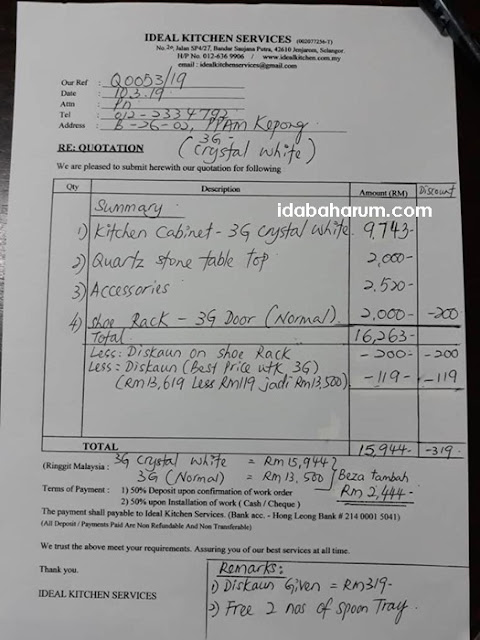 IDEAL KITCHEN SERVICES (002077234-T)
No.20, Jalan SP4/27, Bandar Saujana Putra, 42610 Jenjarom, Selangor.
H/P No: 012-636 9906 / www.idealkitchen.com.my
email : idealkitchenservices@gmail.com
Our Ref : Q0053/19
Date : 10.3.19
Attn : Pn
Tel : 012-2334792
Address : B-26-02, PPAM Kepong
3G -
RE: QUOTATION (Crystal White)
We are pleased to submit herewith our quotation for following
Qty Description Amount (RM) Discount
Summary
idabaharum.com
1) Kitchen Cabinet - 3G Crystal White 9,743-
2) Quartz stone table top 2,000-
3) Accessories 2,520-
4) Shoe Rack - 3G Door (Normal) 2,000- -200
Total 16,263-
Less: Diskaun on Shoe Rack -200- -200
Less: Diskaun (Best Price utk 3G) -119- -119
(RM13,619 Less RM119 jadi RM13,500)
TOTAL 15,944- -319-
(Ringgit Malaysia : 3G Crystal White = RM 15,944
3G (Normal) = RM 13,500 Beza tambah
Terms of Payment : 1) 50% Deposit upon confirmation of work order RM 2,444-
2) 50% upon Installation of work ( Cash / Cheque )
The payment shall payable to Ideal Kitchen Services. (Bank acc. - Hong Leong Bank # 214 0001 5041)
(All Deposit / Payments Paid Are Non Refundable And Non Transferable)
We trust the above meet your requirements. Assuring you of our best services at all time.
Thank you.
Remarks:
1) Diskaun Given = RM319-
IDEAL KITCHEN SERVICES
2) Free 2 nos of Spoon Tray.